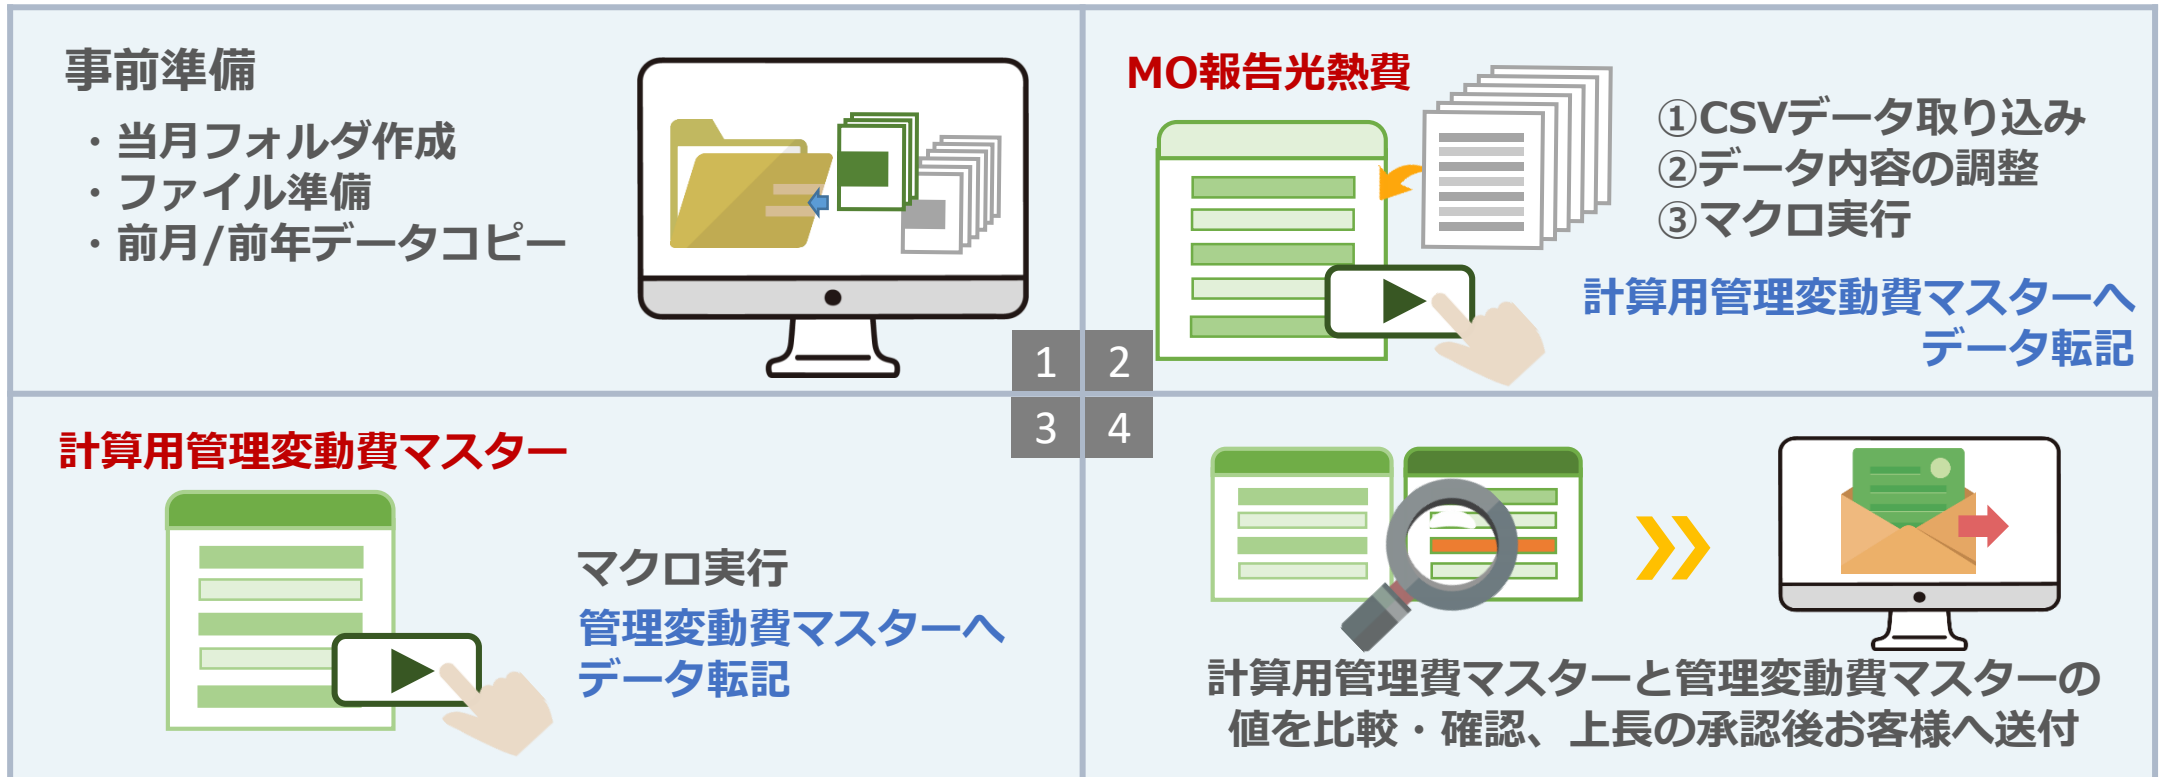 事前準備
・当月フォルダ作成
・ファイル準備
・前月/前年データコピー
1
MO報告光熱費
①CSVデータ取り込み
②データ内容の調整
③マクロ実行
計算用管理変動費マスターへ
データ転記
2
計算用管理変動費マスター
マクロ実行
管理変動費マスターへ
データ転記
3
4
計算用管理費マスターと管理変動費マスターの
値を比較・確認、上長の承認後お客様へ送付